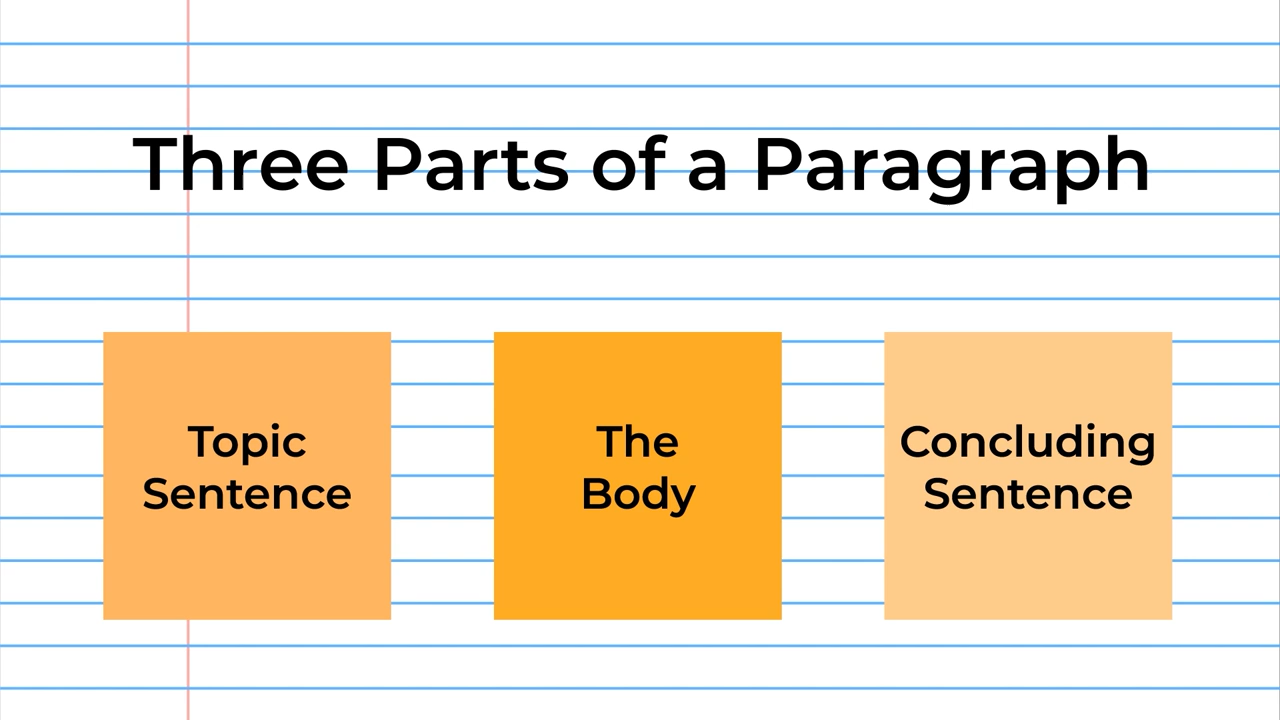 Three Parts of a Paragraph
Topic
Sentence
The
Body
Concluding
Sentence